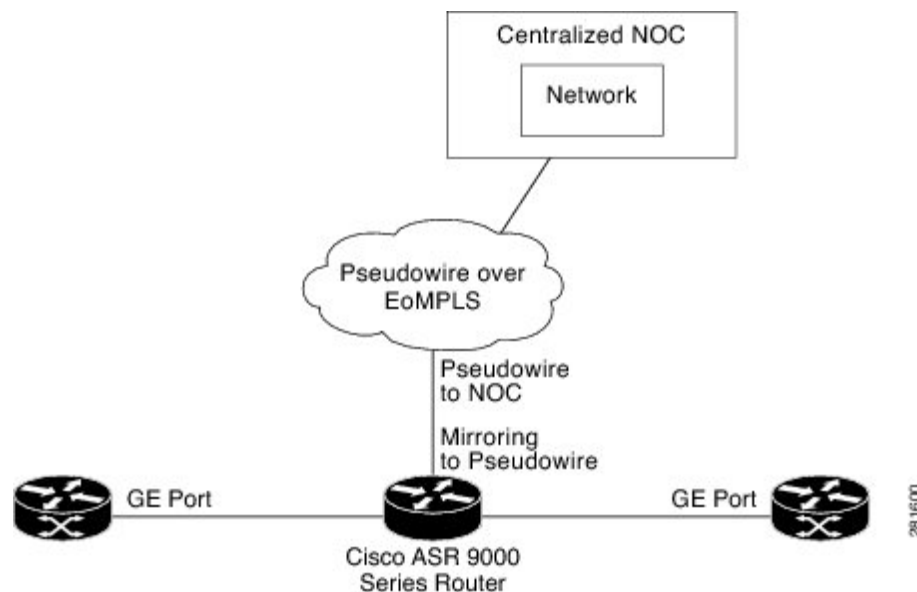 Centralized NOC
Network
Pseudowire over
EoMPLS
Pseudowire
to NOC
Mirroring
to Pseudowire
GE Port
GE Port
Cisco ASR 9000
Series Router
281600